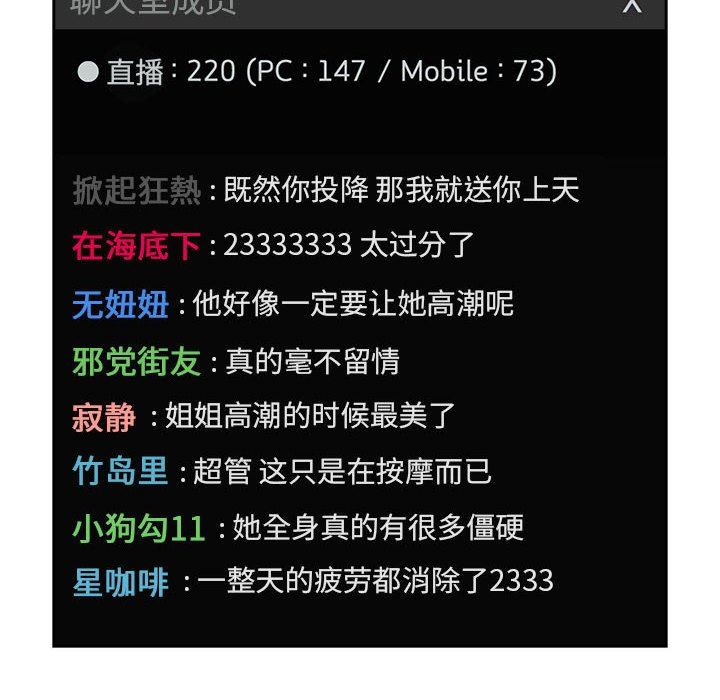 聊天室成员
直播 : 220 (PC : 147 / Mobile : 73)
掀起狂熱 : 既然你投降 那我就送你上天
在海底下 : 23333333 太过分了
无妞妞 : 他好像一定要让她高潮呢
邪党街友 : 真的毫不留情
寂静 : 姐姐高潮的时候最美了
竹岛里 : 超管 这只是在按摩而已
小狗勾11 : 她全身真的有很多僵硬
星咖啡 : 一整天的疲劳都消除了2333